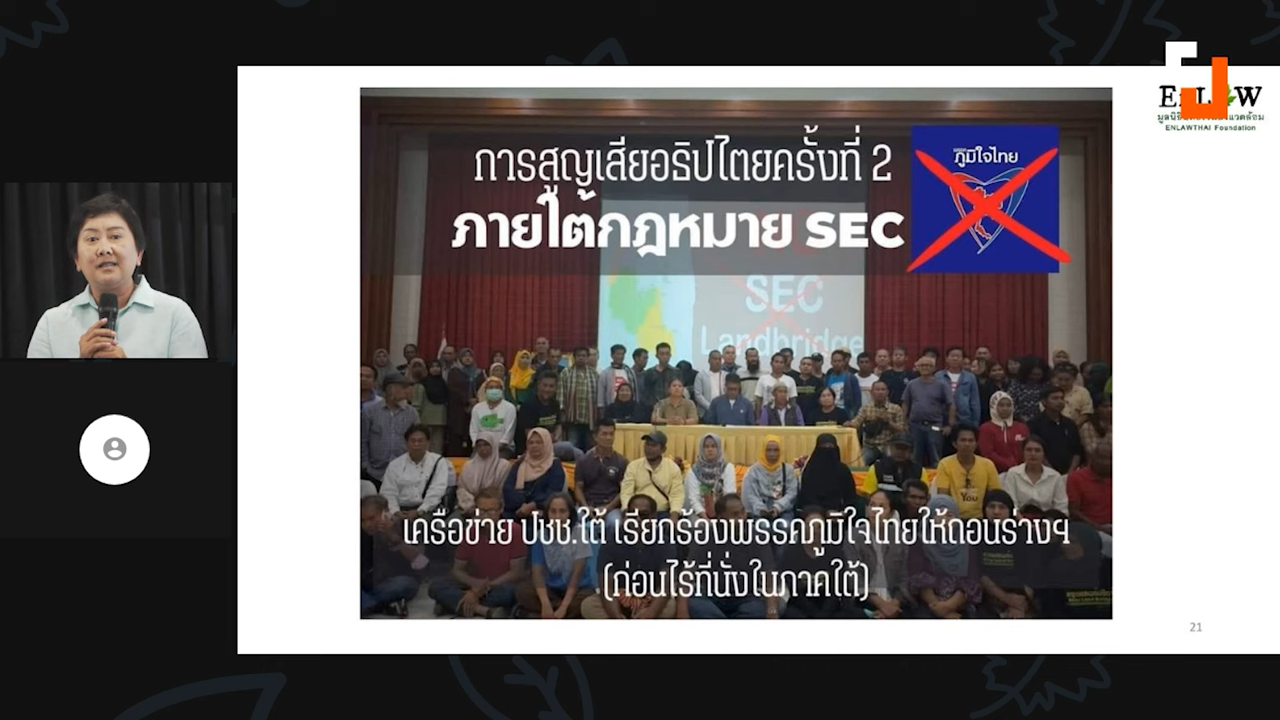 การสูญเสียอธิปไตยครั้งที่ 2
ภายใต้กฎหมาย SEC
ภูมิใจไทย
SEC
Landbridge
You
เครือข่าย ปชช.ใต้ เรียกร้องพรรคภูมิใจไทยให้ถอนร่างฯ
(ก่อนไร้ที่นั่งในภาคใต้)
21
ENLAWTHAI Foundation